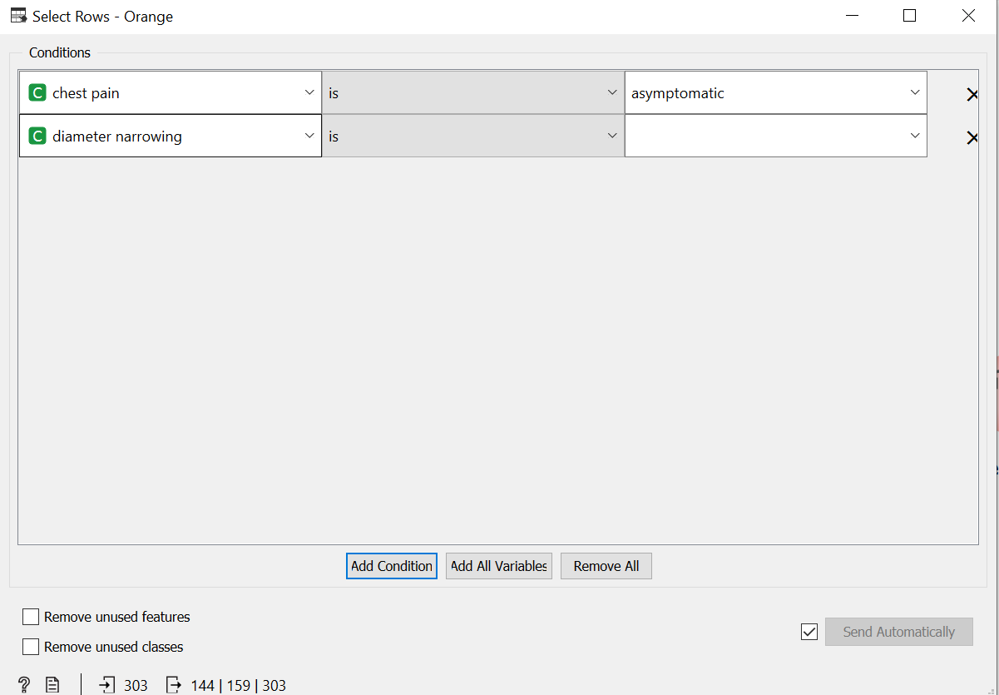 Select Rows - Orange
Conditions
C chest pain is asymptomatic
C diameter narrowing is
Add Condition Add All Variables Remove All
Remove unused features
Send Automatically
Remove unused classes
? 303 144 | 159 | 303